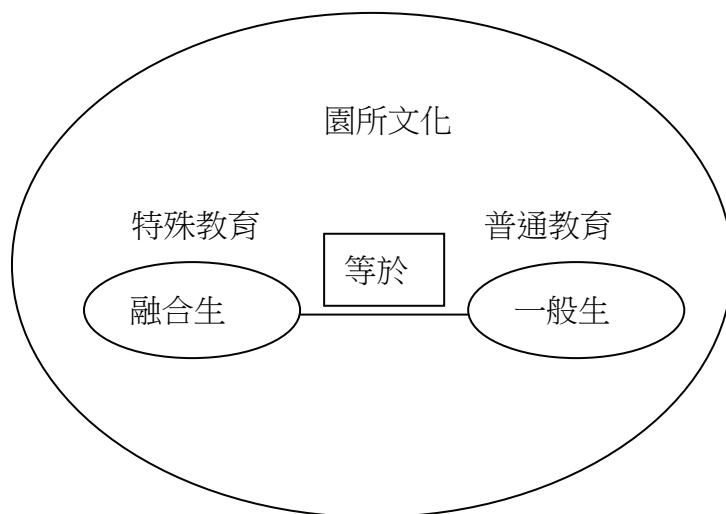 園所文化
特殊教育
普通教育
等於
融合生
一般生